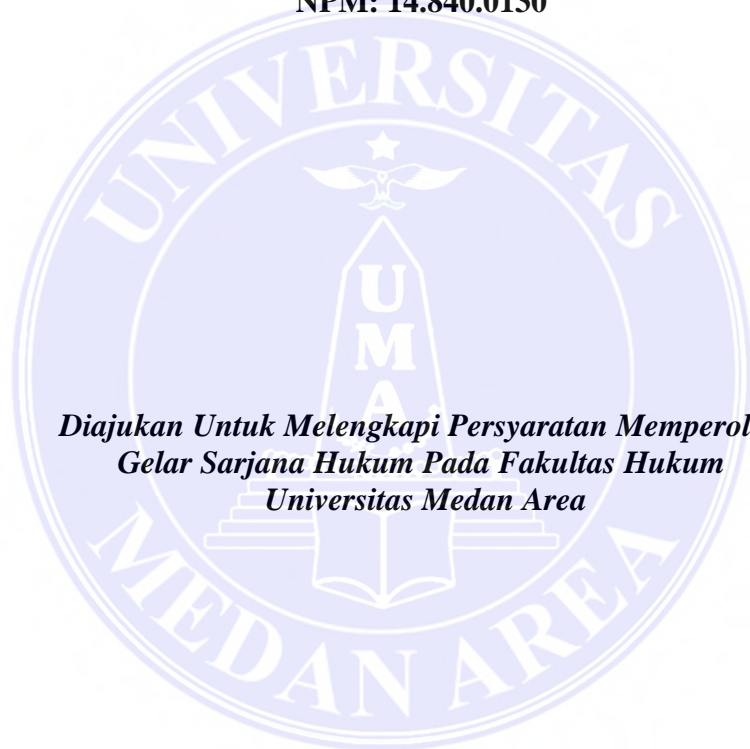 NPM: 14.840.0130
UNIVERSITAS
UMA
Diajukan Untuk Melengkapi Persyaratan Memperol
Gelar Sarjana Hukum Pada Fakultas Hukum
Universitas Medan Area
MEDAN AREA